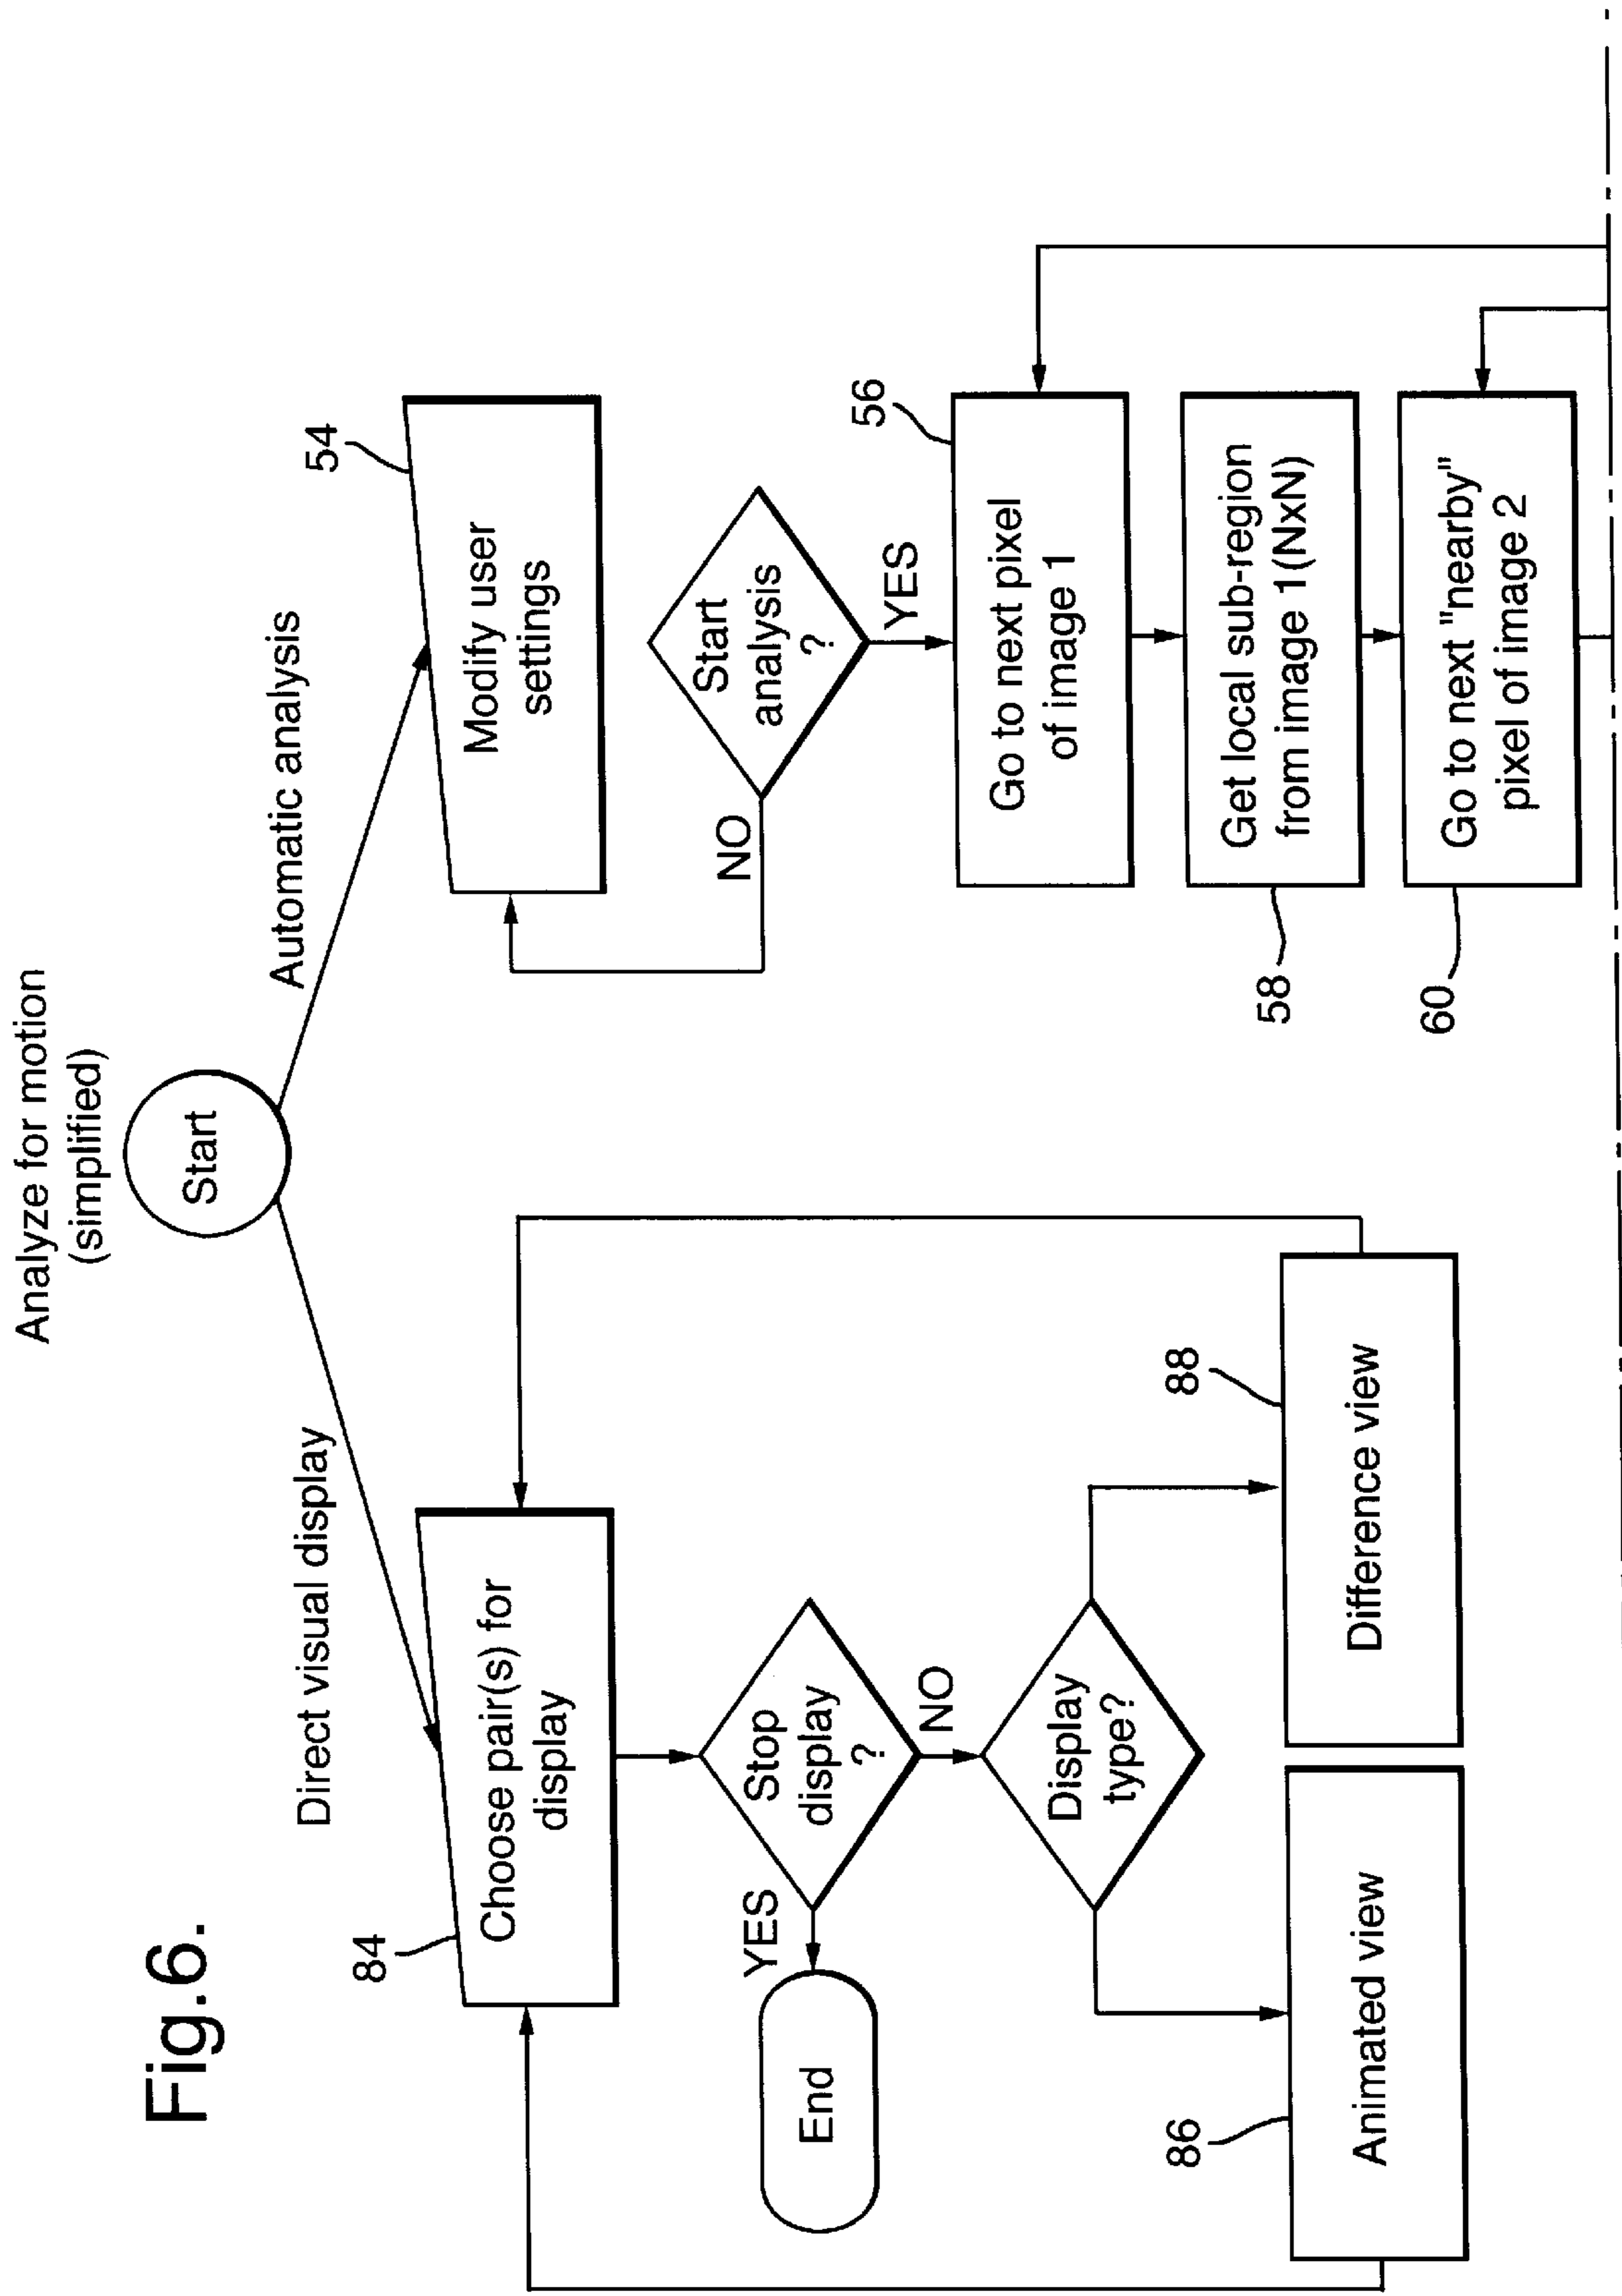 Fig.6.
Analyze for motion
(simplified)
Start
Direct visual display
Automatic analysis
84
Choose pair(s) for
display
Stop
display
?
YES
NO
End
Display
type?
86
Animated view
88
Difference view
54
Modify user
settings
Start
analysis
?
NO
YES
56
Go to next pixel
of image 1
58
Get local sub-region
from image 1(NxN)
60
Go to next "nearby"
pixel of image 2